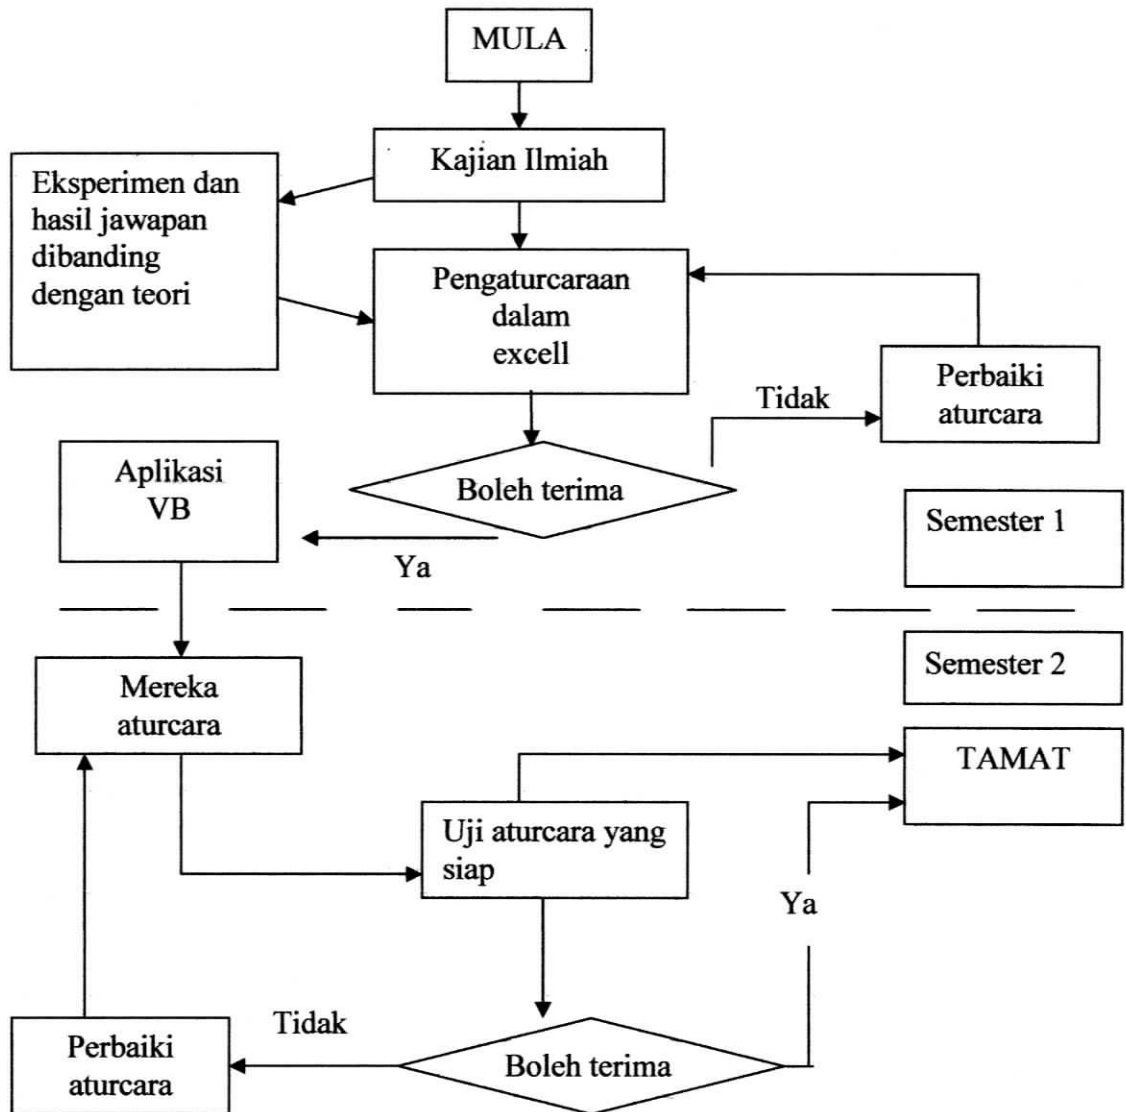 MULA
Kajian Ilmiah
Eksperimen dan
hasil jawapan
dibanding
dengan teori
Pengaturcaraan
dalam
excell
Tidak
Perbaiki
aturcara
Boleh terima
Aplikasi
VB
Ya
Semester 1
Semester 2
Mereka
aturcara
TAMAT
Uji aturcara yang
siap
Ya
Tidak
Perbaiki
aturcara
Boleh terima